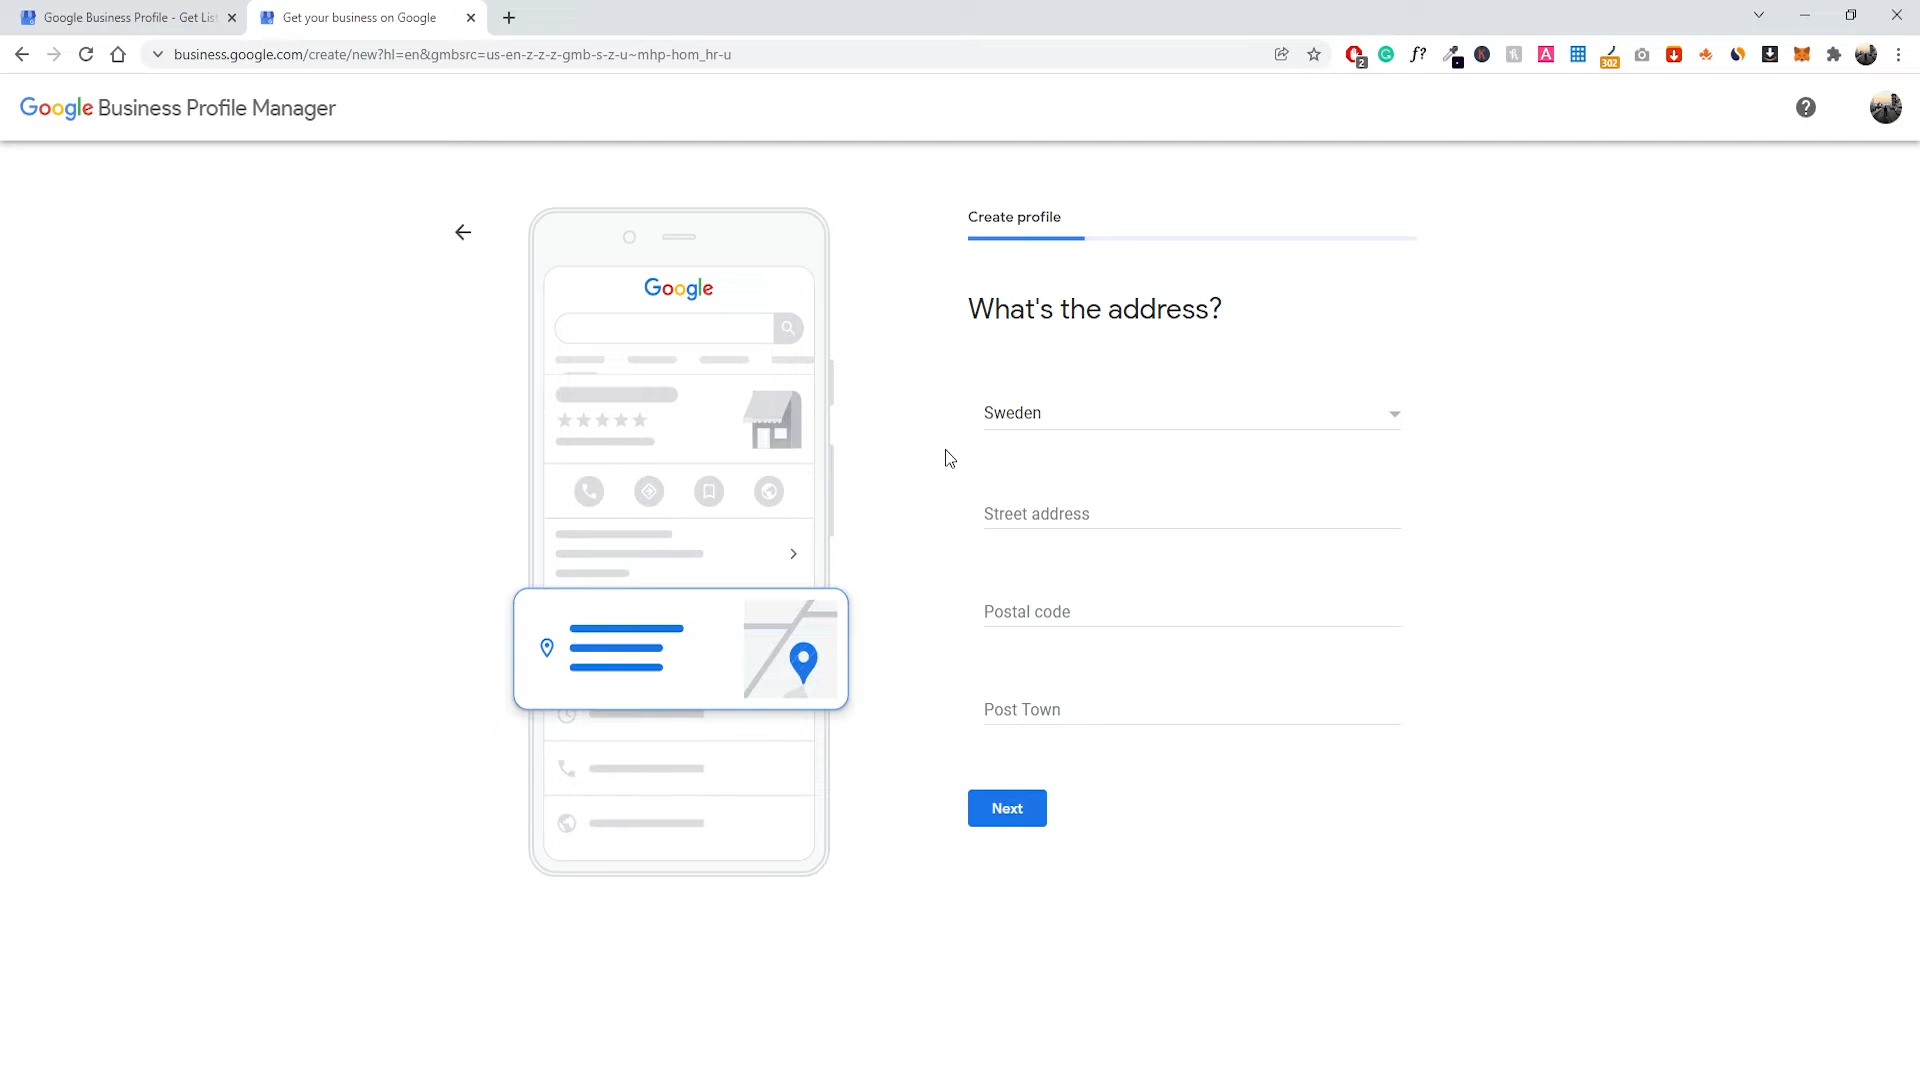 Google Business Profile - Get List
Get your business on Google
business.google.com/create/new?hl=en&gmbsrc=us-en-z-z-z-gmb-s-z-u~mhp-hom_hr-u
2
f?
K
A
302
Google Business Profile Manager
Create profile
Google
What's the address?
Sweden
Street address
Postal code
Post Town
Next